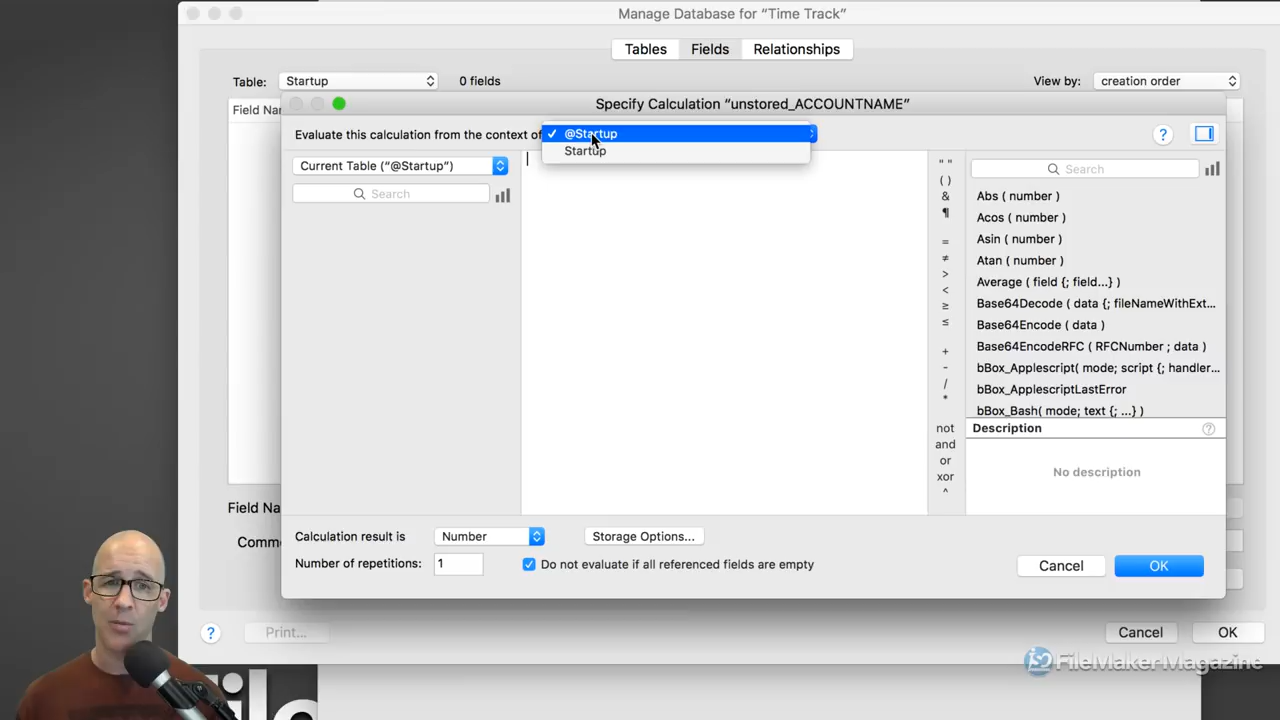 Manage Database for “Time Track”
Tables Fields Relationships
Table: Startup 0 fields View by: creation order
Field Nar
Specify Calculation “unstored_ACCOUNTNAME”
Evaluate this calculation from the context of
@Startup
Startup
?
Current Table (“@Startup”)
Search
" "
( )
&
¶
=
≠
>
<
≥
≤
+
-
/
*
not
and
or
xor
^
Search
Abs ( number )
Acos ( number )
Asin ( number )
Atan ( number )
Average ( field {; field...} )
Base64Decode ( data {; fileNameWithExt...
Base64Encode ( data )
Base64EncodeRFC ( RFCNumber ; data )
bBox_Applescript( mode; script {; handler...
bBox_ApplescriptLastError
bBox_Bash( mode; text {; ...} )
Description ?
No description
Field Na
Comme
Calculation result is Number Storage Options...
Number of repetitions: 1 Do not evaluate if all referenced fields are empty
Cancel OK
? Print... Cancel OK
FileMakerMagazine